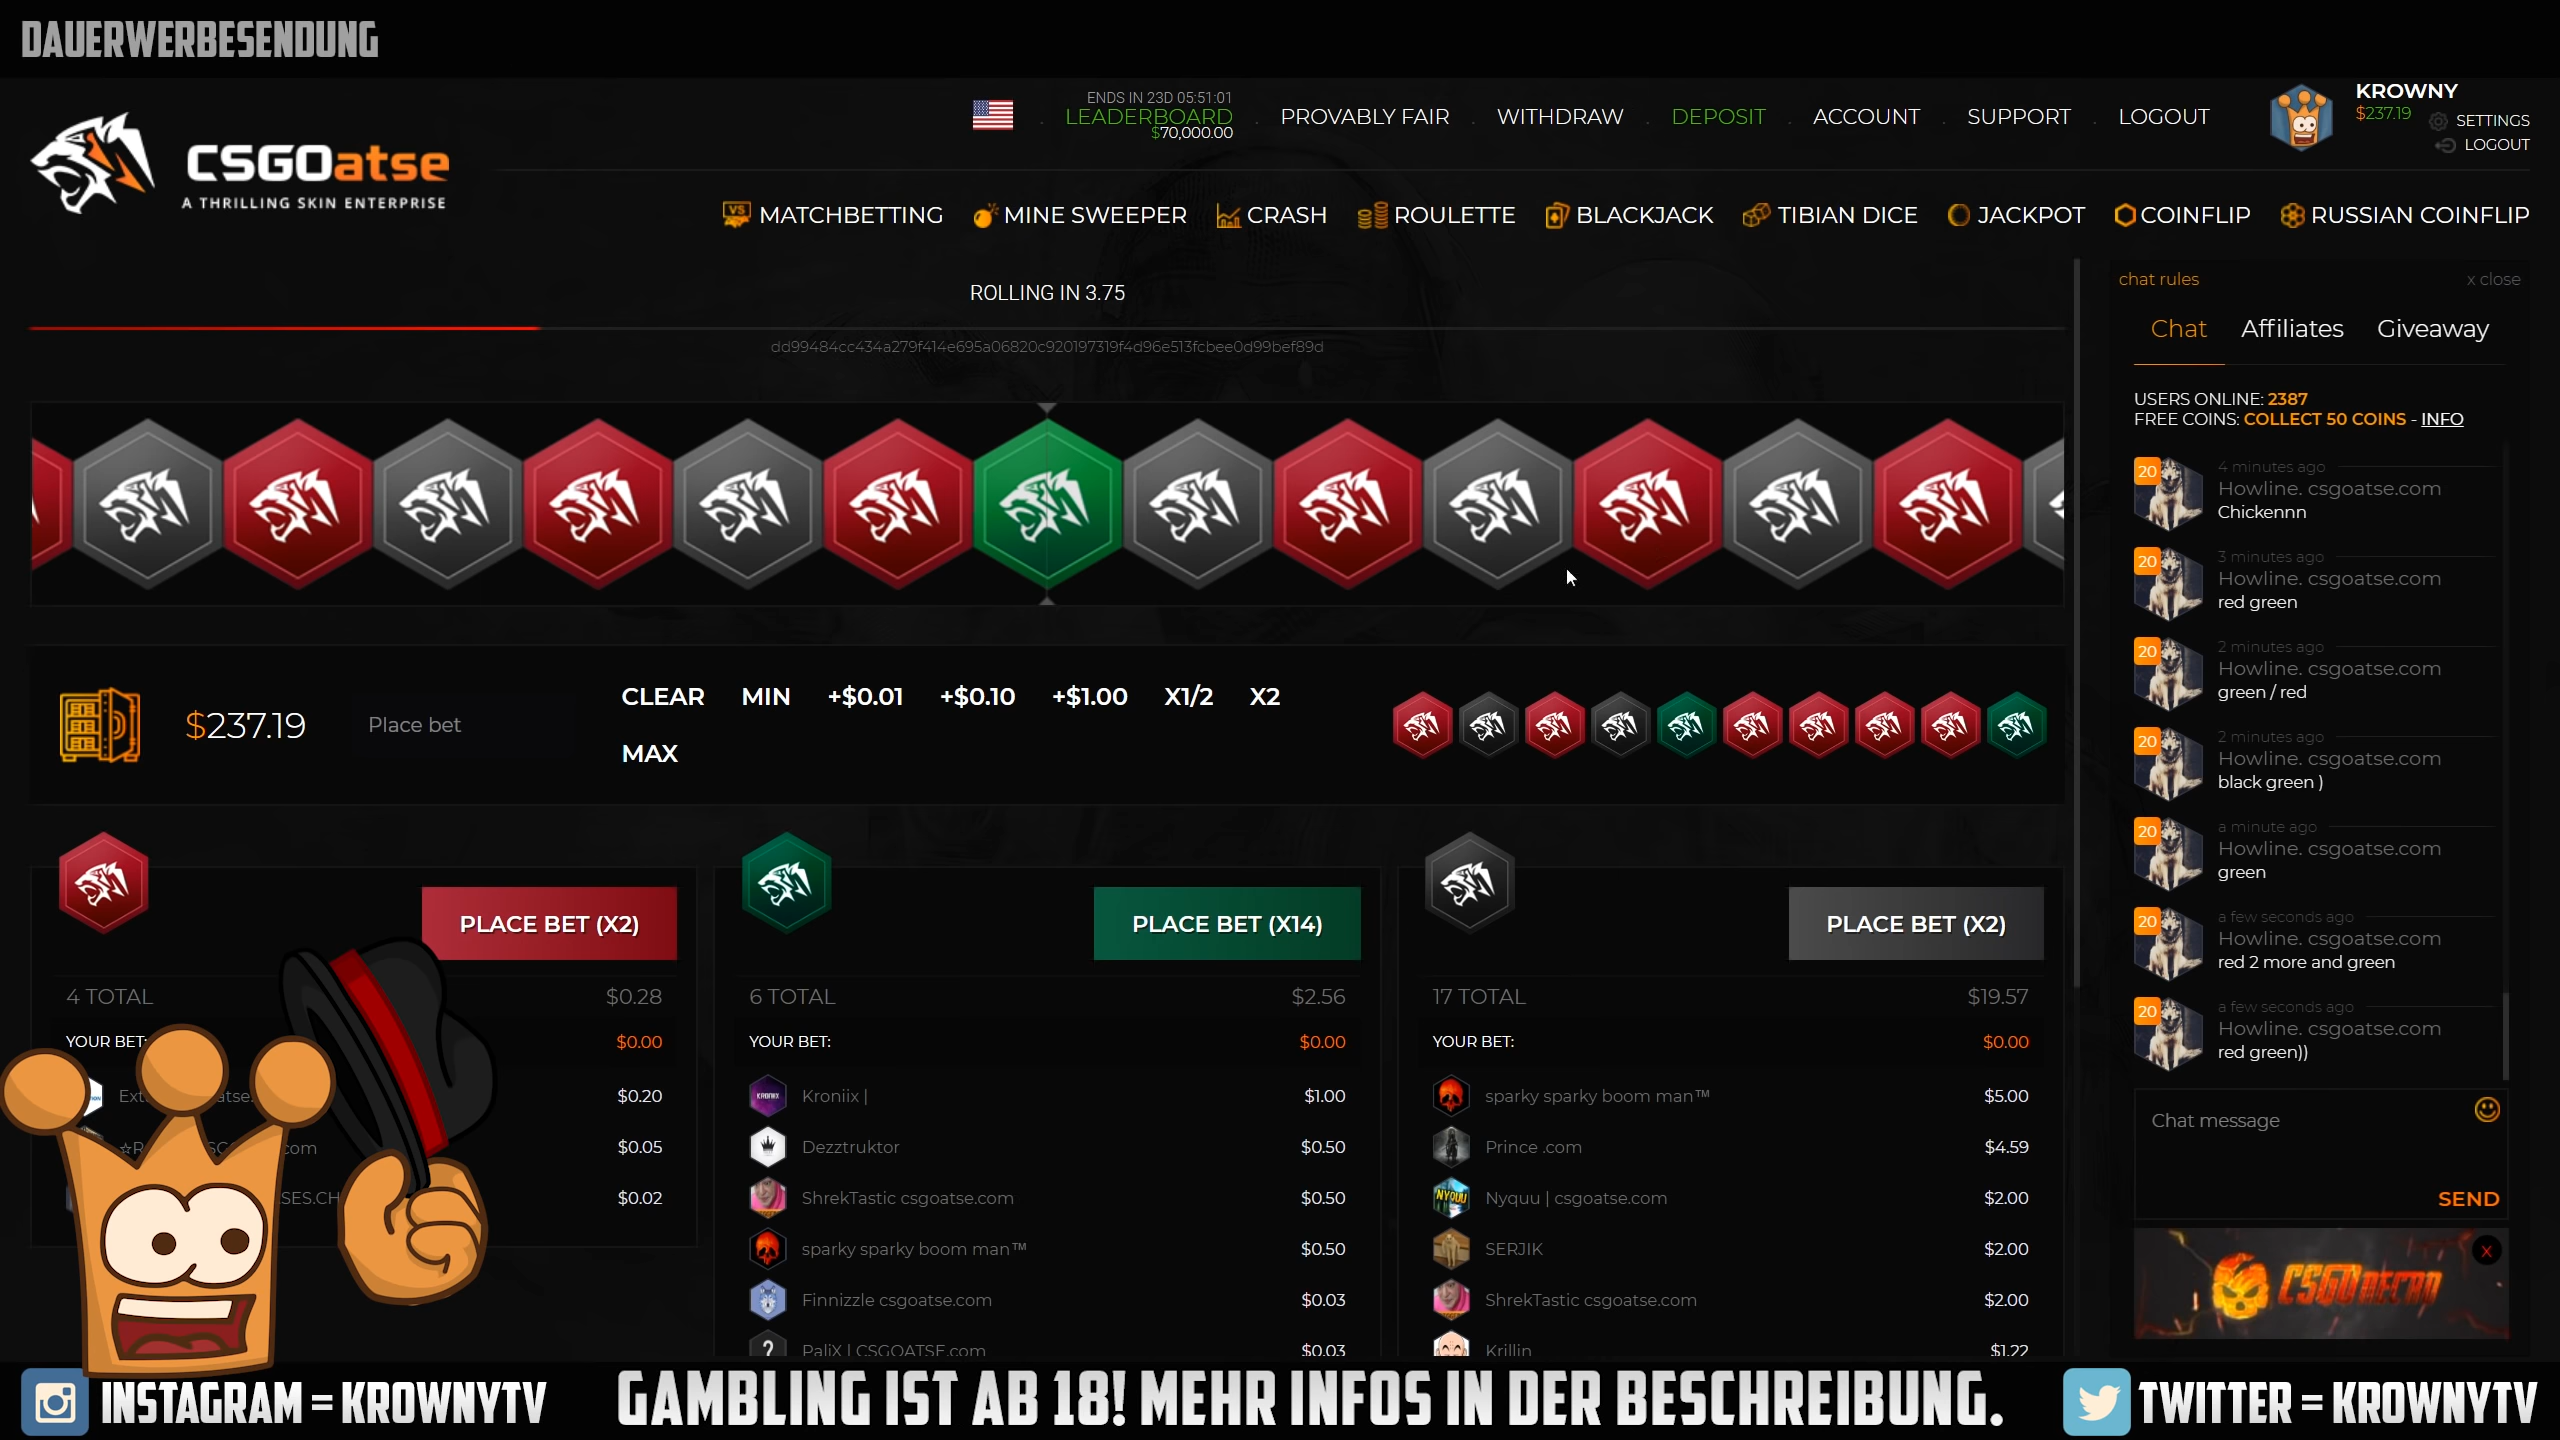 DAUERWERBESENDUNG
CSGOatse
A THRILLING SKIN ENTERPRISE
ENDS IN 23D 05:51:01
LEADERBOARD
$70,000.00
PROVABLY FAIR
WITHDRAW
DEPOSIT
ACCOUNT
SUPPORT
LOGOUT
KROWNY
$237.19
SETTINGS
LOGOUT
VS MATCHBETTING
MINE SWEEPER
CRASH
ROULETTE
BLACKJACK
TIBIAN DICE
JACKPOT
COINFLIP
RUSSIAN COINFLIP
ROLLING IN 3.75
dd99484cc434a279f414e695a06820c920197319f4d96e513fcbee0d99bef89d
$237.19
Place bet
CLEAR MIN +$0.01 +$0.10 +$1.00 X1/2 X2
MAX
PLACE BET (X2)
4 TOTAL $0.28
YOUR BET: $0.00
$0.20
$0.05
$0.02
PLACE BET (X14)
6 TOTAL $2.56
YOUR BET: $0.00
KRONIIX Kroniix | $1.00
Dezztruktor $0.50
ShrekTastic csgoatse.com $0.50
sparky sparky boom man™ $0.50
Finnizzle csgoatse.com $0.03
? PaliX | CSGOATSE.com $0.03
PLACE BET (X2)
17 TOTAL $19.57
YOUR BET: $0.00
sparky sparky boom man™ $5.00
Prince .com $4.59
NYQUU Nyquu | csgoatse.com $2.00
SERJIK $2.00
ShrekTastic csgoatse.com $2.00
Krillin $1.22
chat rules
x close
Chat Affiliates Giveaway
USERS ONLINE: 2387
FREE COINS: COLLECT 50 COINS - INFO
20 4 minutes ago
Howline. csgoatse.com
Chickennn
20 3 minutes ago
Howline. csgoatse.com
red green
20 2 minutes ago
Howline. csgoatse.com
green / red
20 2 minutes ago
Howline. csgoatse.com
black green )
20 a minute ago
Howline. csgoatse.com
green
20 a few seconds ago
Howline. csgoatse.com
red 2 more and green
20 a few seconds ago
Howline. csgoatse.com
red green))
Chat message
SEND
X
INSTAGRAM = KROWNYTV
GAMBLING IST AB 18! MEHR INFOS IN DER BESCHREIBUNG.
TWITTER = KROWNYTV